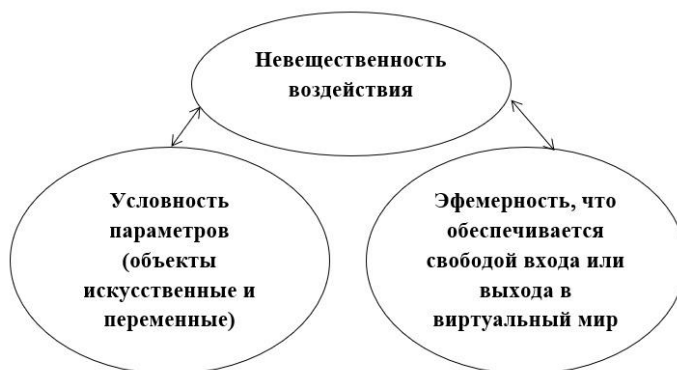 Невещественность
воздействия
Условность
параметров
(объекты
искусственные и
переменные)
Эфемерность, что
обеспечивается
свободой входа или
выхода в
виртуальный мир